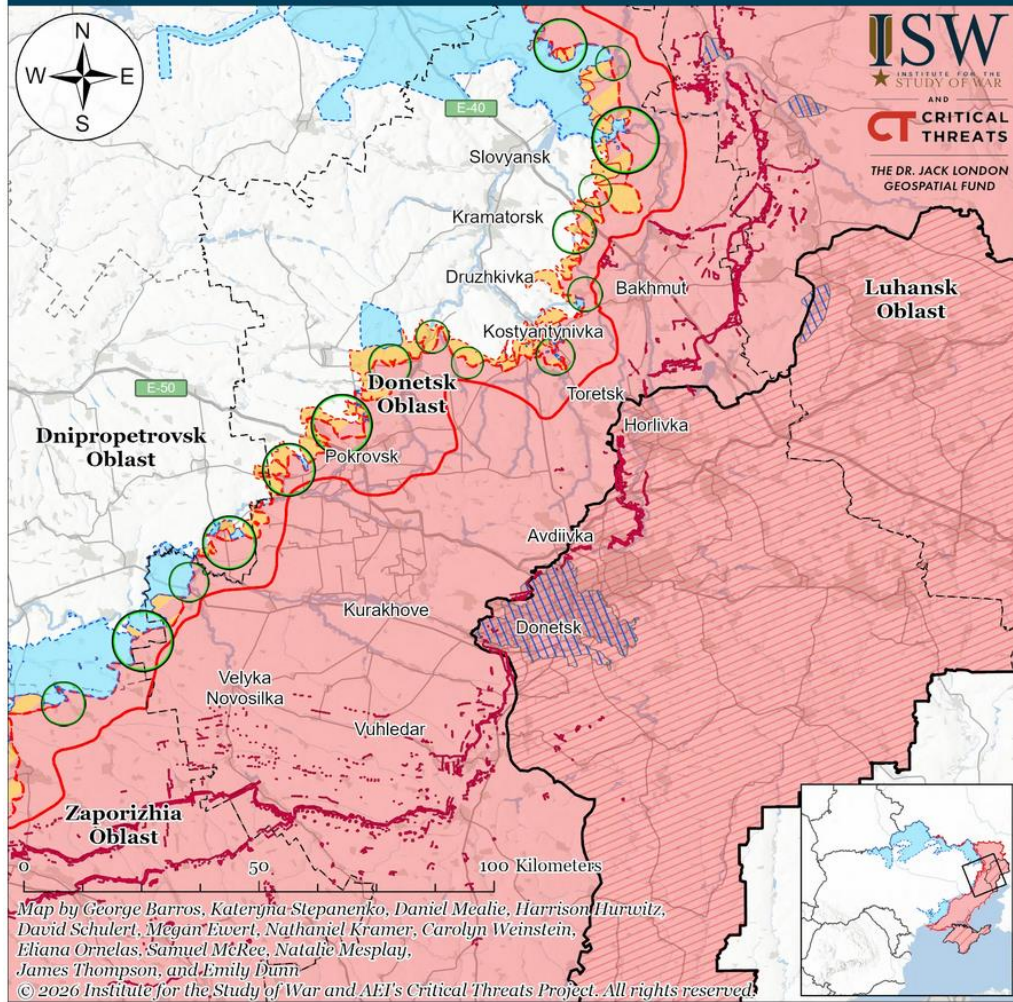 N
W
E
S
ISW
INSTITUTE FOR THE
STUDY OF WAR
AND
CT CRITICAL
THREATS
THE DR. JACK LONDON
GEOSPATIAL FUND
E-40
Slovyansk
Kramatorsk
Druzhkivka
Bakhmut
Luhansk
Oblast
Kostyantynivka
E-50
Donetsk
Oblast
Toretsk
Dnipropetrovsk
Oblast
Horlivka
Pokrovsk
Avdiivka
Kurakhove
Donetsk
Velyka
Novosilka
Vuhledar
Zaporizhia
Oblast
0
50
100 Kilometers
Map by George Barros, Kateryna Stepanenko, Daniel Mealie, Harrison Hurwitz,
David Schulert, Megan Ewert, Nathaniel Kramer, Carolyn Weinstein,
Eliana Ornelas, Samuel McRee, Natalie Mesplay,
James Thompson, and Emily Dunn
© 2026 Institute for the Study of War and AEI's Critical Threats Project. All rights reserved.